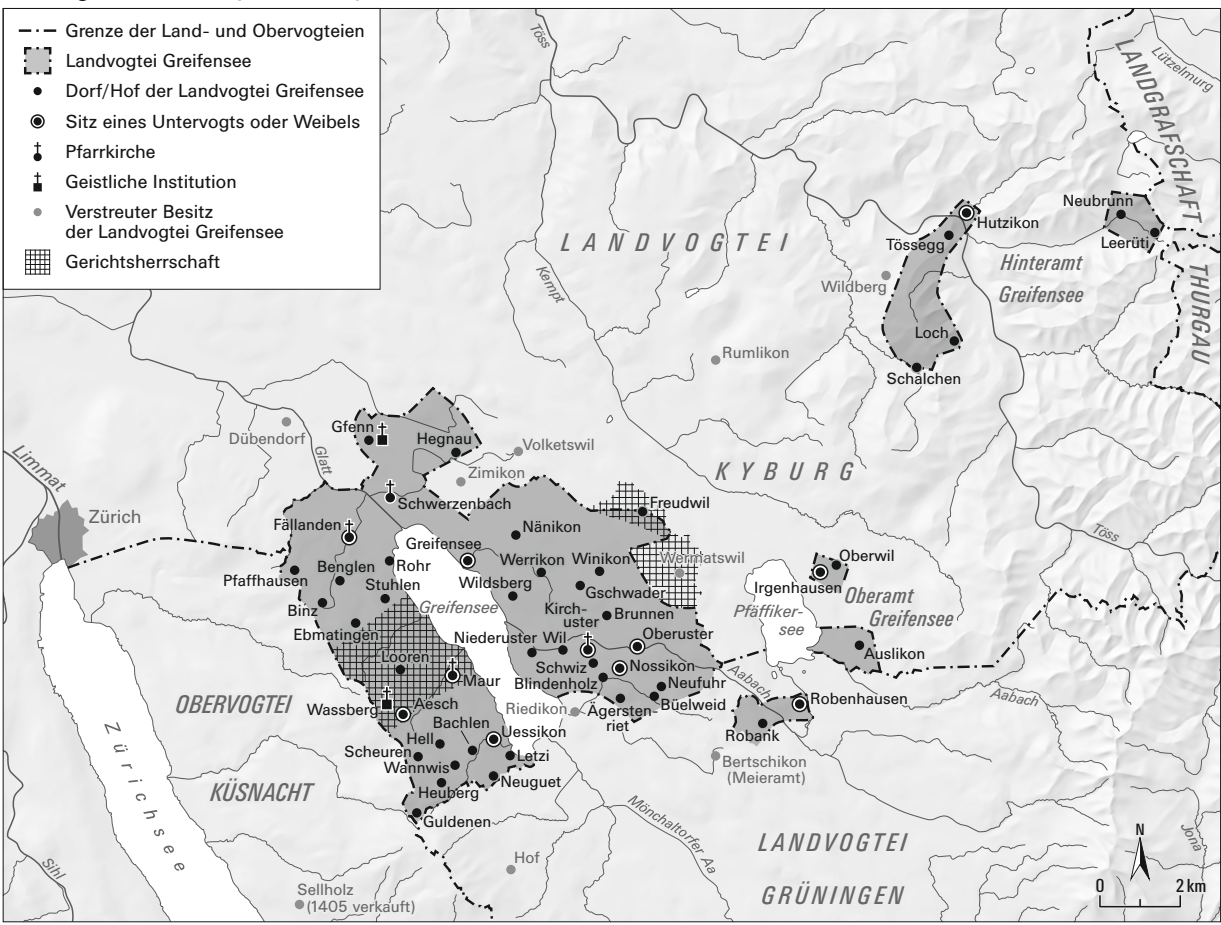 Grenze der Land- und Obervogteien
Landvogtei Greifensee
Dorf/Hof der Landvogtei Greifensee
Sitz eines Untervogts oder Weibels
Pfarrkirche
Geistliche Institution
Verstreuter Besitz
der Landvogtei Greifensee
Gerichtsherrschaft
Töss
Lützelmurg
LANDGRAFSCHAFT
THURGAU
Neubrunn
Leerüti
Hutzikon
Tössegg
Hinteramt
Greifensee
LANDVOGTEI
Kempt
Wildberg
Loch
Schalchen
Rumlikon
Dübendorf
Gfenn
Hegnau
Volketswil
Glatt
Zimikon
KYBURG
Limmat
Zürich
Schwerzenbach
Freudwil
Töss
Fällanden
Nänikon
Greifensee
Wermatswil
Oberwil
Benglen
Rohr
Werrikon
Winikon
Pfaffhausen
Stuhlen
Wildsberg
Gschwader
Irgenhausen
Oberamt
Greifensee
Binz
Greifensee
Kirch-
uster
Brunnen
Pfäffiker-
see
Ebmatingen
Niederuster
Wil
Oberuster
Looren
Schwiz
Nossikon
Auslikon
Maur
Blindenholz
Neufuhr
Aabach
Aabach
OBERVOGTEI
Wassberg
Aesch
Riedikon
Ägersten-
riet
Büelweid
Robenhausen
Bachlen
Uessikon
Robank
Hell
Scheuren
Letzi
Bertschikon
(Meieramt)
Wannwis
Neuguet
KÜSNACHT
Heuberg
Guldenen
Zürichsee
Mönchaltorfer Aa
LANDVOGTEI
GRÜNINGEN
Jona
Hof
Sihl
Sellholz
(1405 verkauft)
N
0
2 km